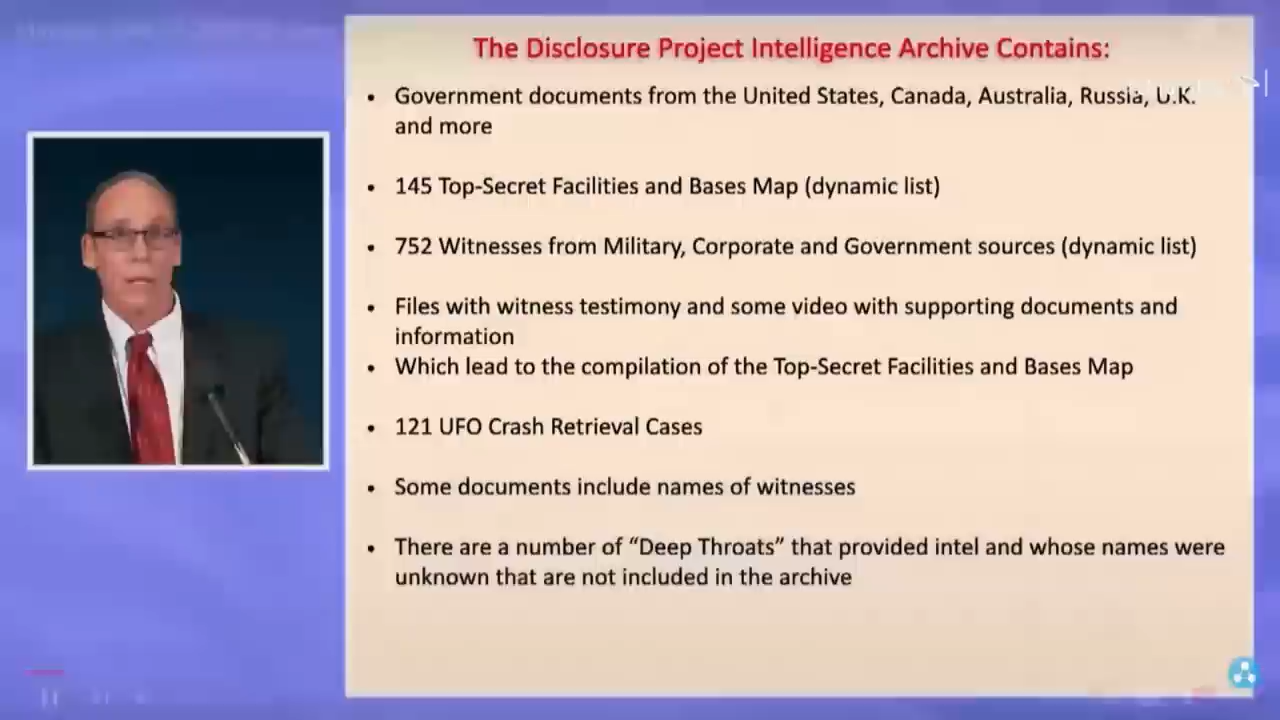 The Disclosure Project Intelligence Archive Contains:
• Government documents from the United States, Canada, Australia, Russia, U.K.
and more
• 145 Top-Secret Facilities and Bases Map (dynamic list)
• 752 Witnesses from Military, Corporate and Government sources (dynamic list)
• Files with witness testimony and some video with supporting documents and
information
• Which lead to the compilation of the Top-Secret Facilities and Bases Map
• 121 UFO Crash Retrieval Cases
• Some documents include names of witnesses
• There are a number of “Deep Throats” that provided intel and whose names were
unknown that are not included in the archive